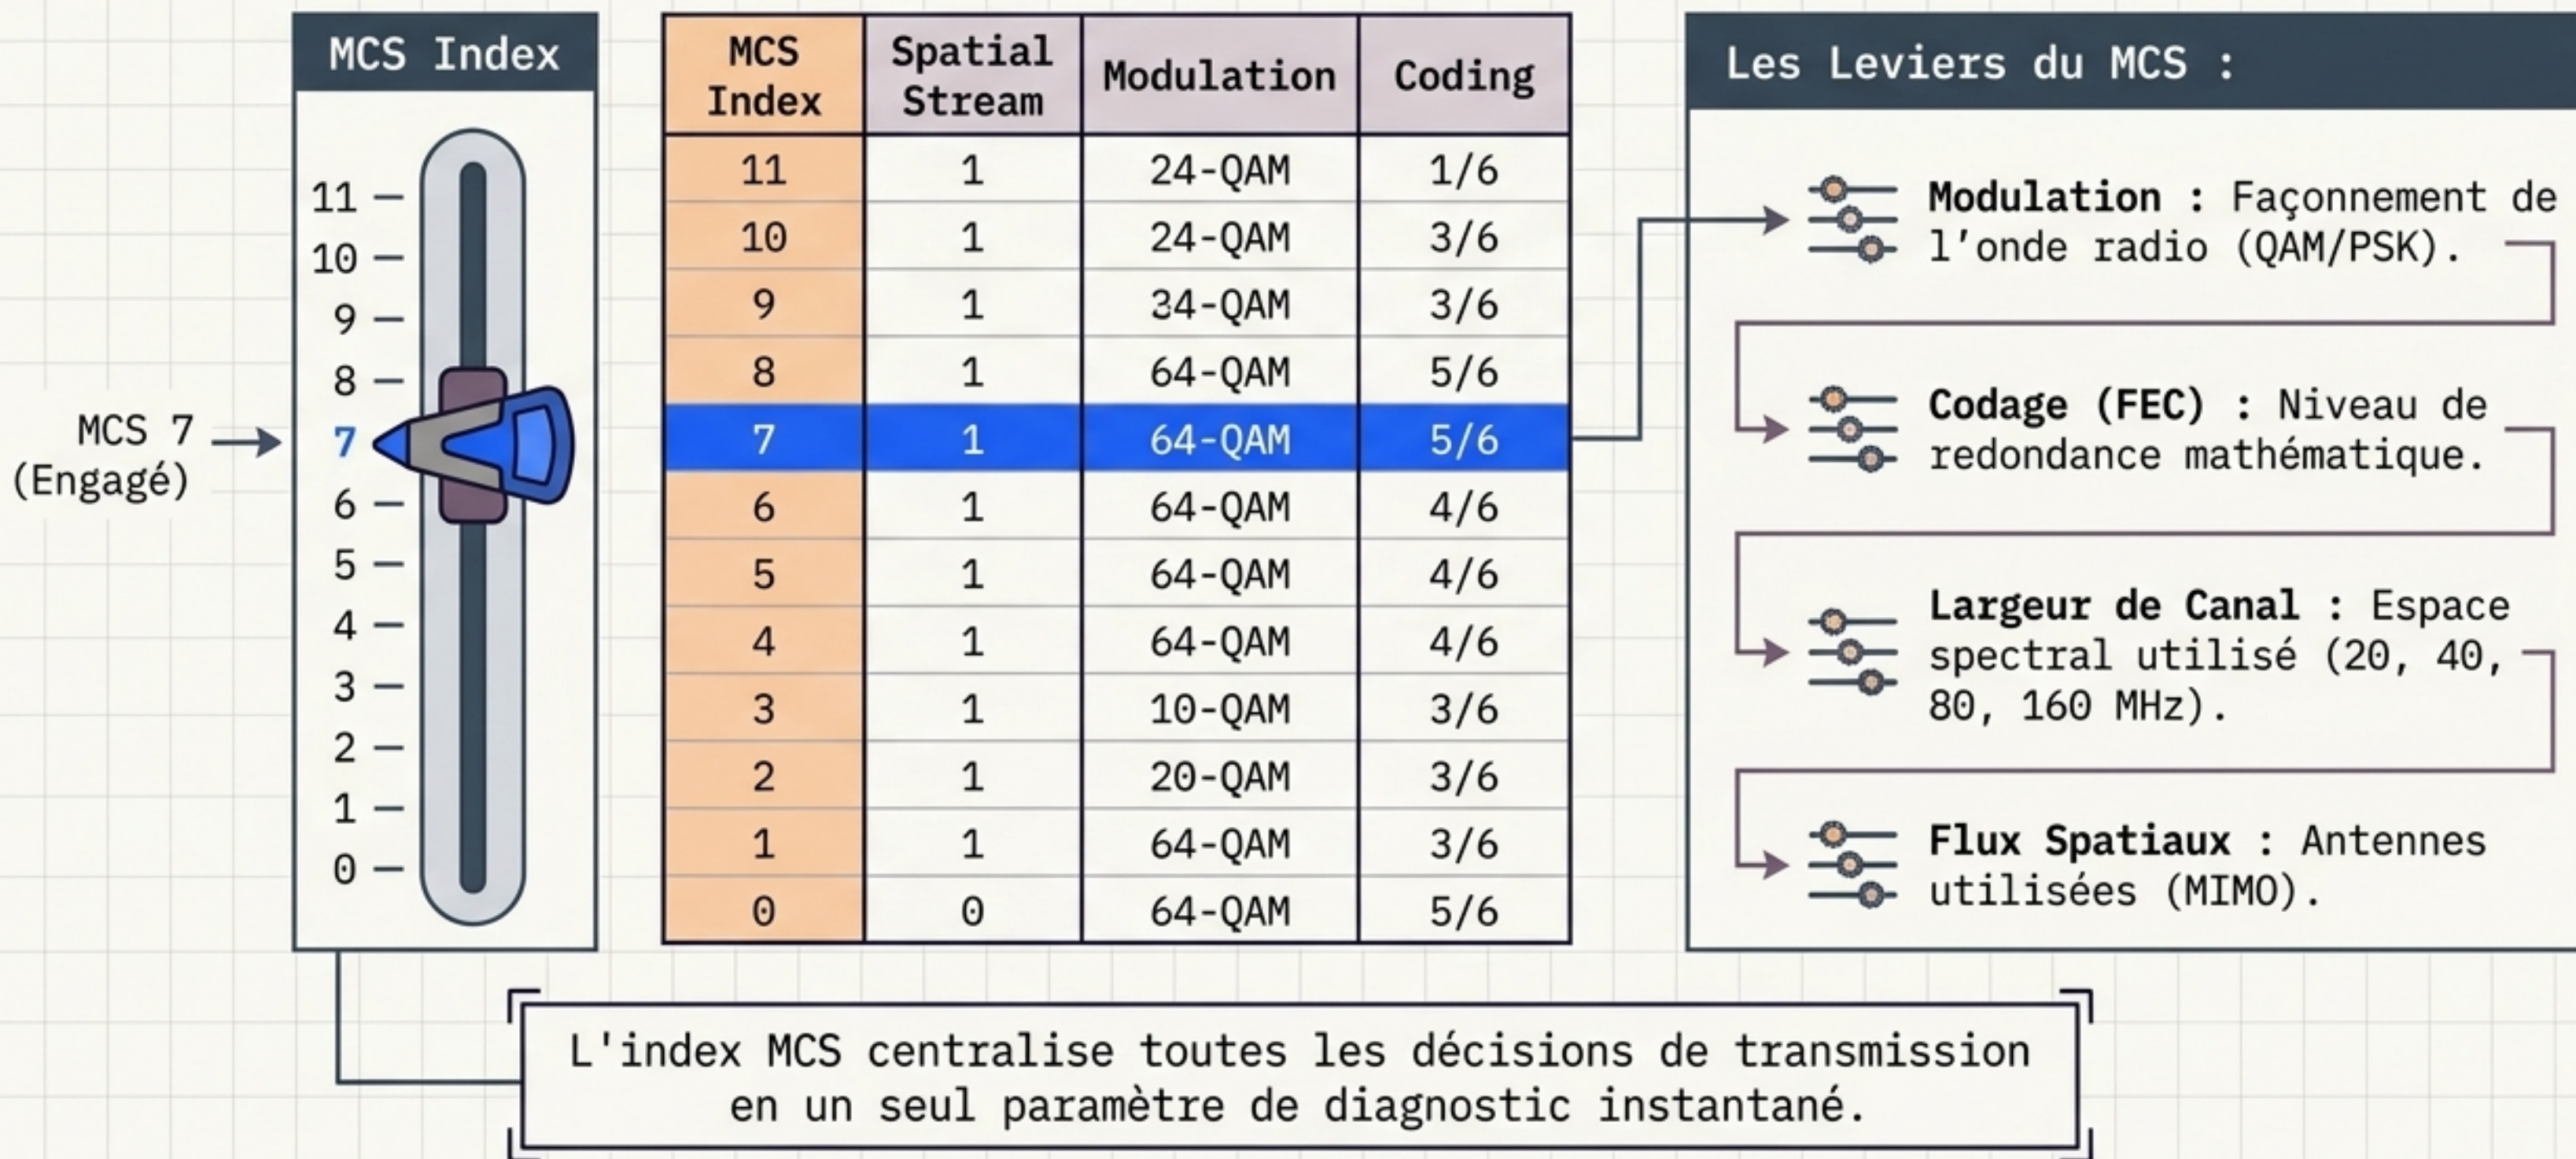 MCS Index
11
10
9
8
7
6
5
4
3
2
1
0
MCS 7
(Engagé)
MCS Index Spatial Stream Modulation Coding
11 1 24-QAM 1/6
10 1 24-QAM 3/6
9 1 34-QAM 3/6
8 1 64-QAM 5/6
7 1 64-QAM 5/6
6 1 64-QAM 4/6
5 1 64-QAM 4/6
4 1 64-QAM 4/6
3 1 10-QAM 3/6
2 1 20-QAM 3/6
1 1 64-QAM 3/6
0 0 64-QAM 5/6
Les Leviers du MCS :
Modulation : Façonnement de
l’onde radio (QAM/PSK).
Codage (FEC) : Niveau de
redondance mathématique.
Largeur de Canal : Espace
spectral utilisé (20, 40,
80, 160 MHz).
Flux Spatiaux : Antennes
utilisées (MIMO).
L'index MCS centralise toutes les décisions de transmission
en un seul paramètre de diagnostic instantané.